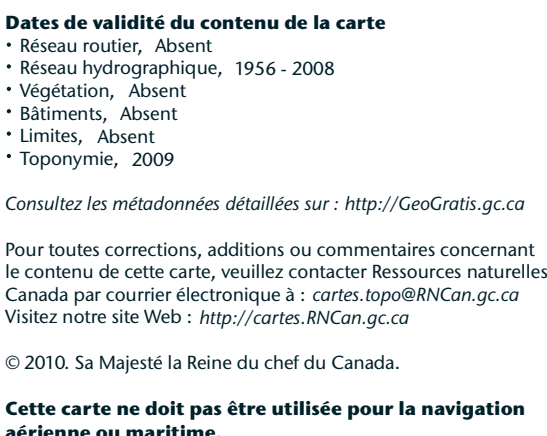 Dates de validité du contenu de la carte
• Réseau routier, Absent
• Réseau hydrographique, 1956 - 2008
• Végétation, Absent
• Bâtiments, Absent
• Limites, Absent
• Toponymie, 2009
Consultez les métadonnées détaillées sur : http://GeoGratis.gc.ca
Pour toutes corrections, additions ou commentaires concernant
le contenu de cette carte, veuillez contacter Ressources naturelles
Canada par courrier électronique à : cartes.topo@RNCan.gc.ca
Visitez notre site Web : http://cartes.RNCan.gc.ca
© 2010. Sa Majesté la Reine du chef du Canada.
Cette carte ne doit pas être utilisée pour la navigation
aérienne ou maritime.